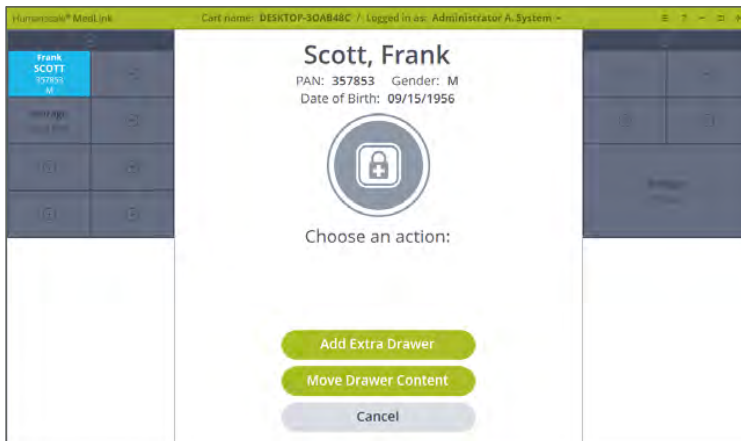 Humanscale® MedLink
Cart name: DESKTOP-3OAB48C / Logged in as: Administrator A. System
Frank
SCOTT
357853
M
Scott, Frank
PAN: 357853 Gender: M
Date of Birth: 09/15/1956
Choose an action:
Add Extra Drawer
Move Drawer Content
Cancel